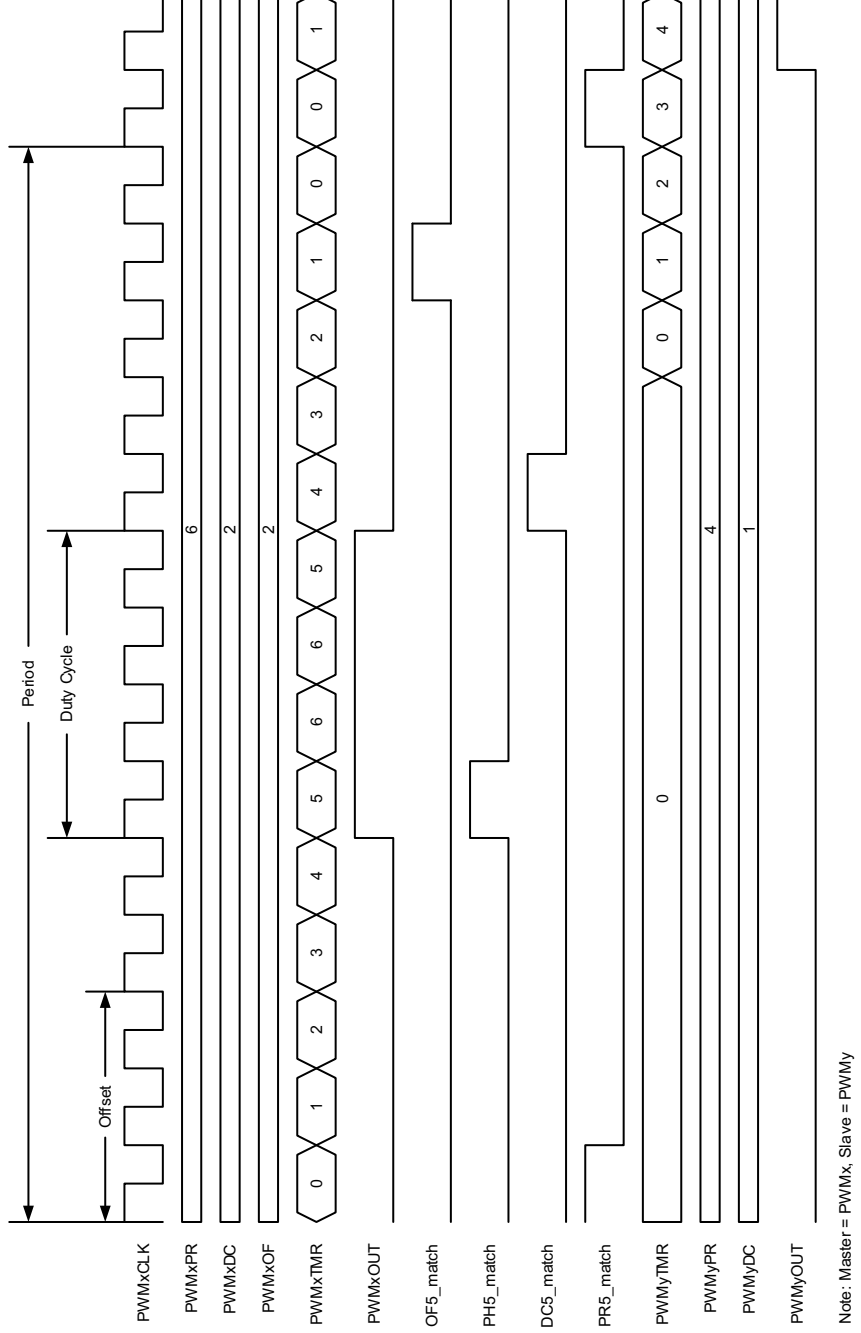 Period
Duty Cycle
Offset
PWMxCLK
PWMxPR 6
PWMxDC 2
PWMxOF 2
PWMxTMR 0 1 2 3 4 5 6 6 5 4 3 2 1 0 0 1
PWMxOUT
OF5_match
PH5_match
DC5_match
PR5_match
PWMyTMR 0 0 1 2 3 4
PWMyPR 4
PWMyDC 1
PWMyOUT
Note: Master = PWMx, Slave = PWMy